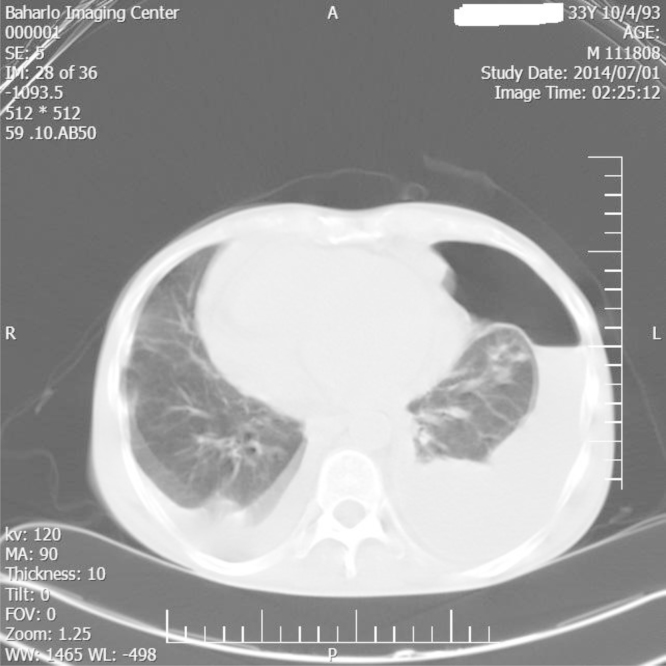 Baharlo Imaging Center
000001
SE: 5
IM: 28 of 36
-1093.5
512 * 512
59 .10.AB50
A
33Y 10/4/93
AGE:
M 111808
Study Date: 2014/07/01
Image Time: 02:25:12
R
L
kv: 120
MA: 90
Thickness: 10
Tilt: 0
FOV: 0
Zoom: 1.25
WW: 1465 WL: -498
P